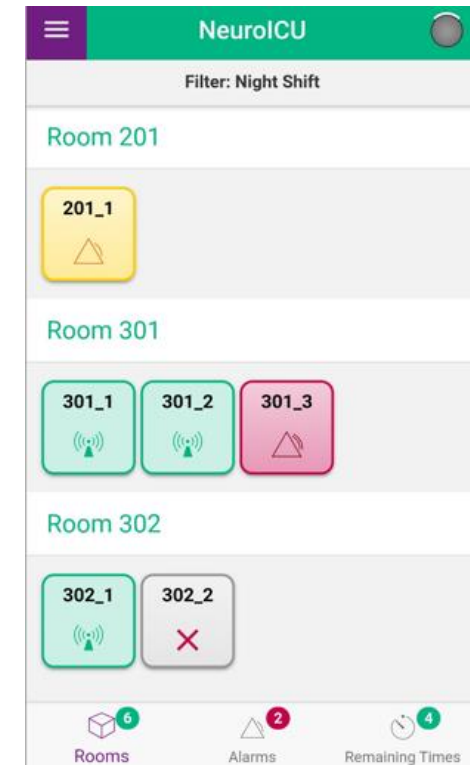 NeuroICU
Filter: Night Shift
Room 201
201_1
Room 301
301_1 301_2 301_3
Room 302
302_1 302_2
6 2 4
Rooms Alarms Remaining Times